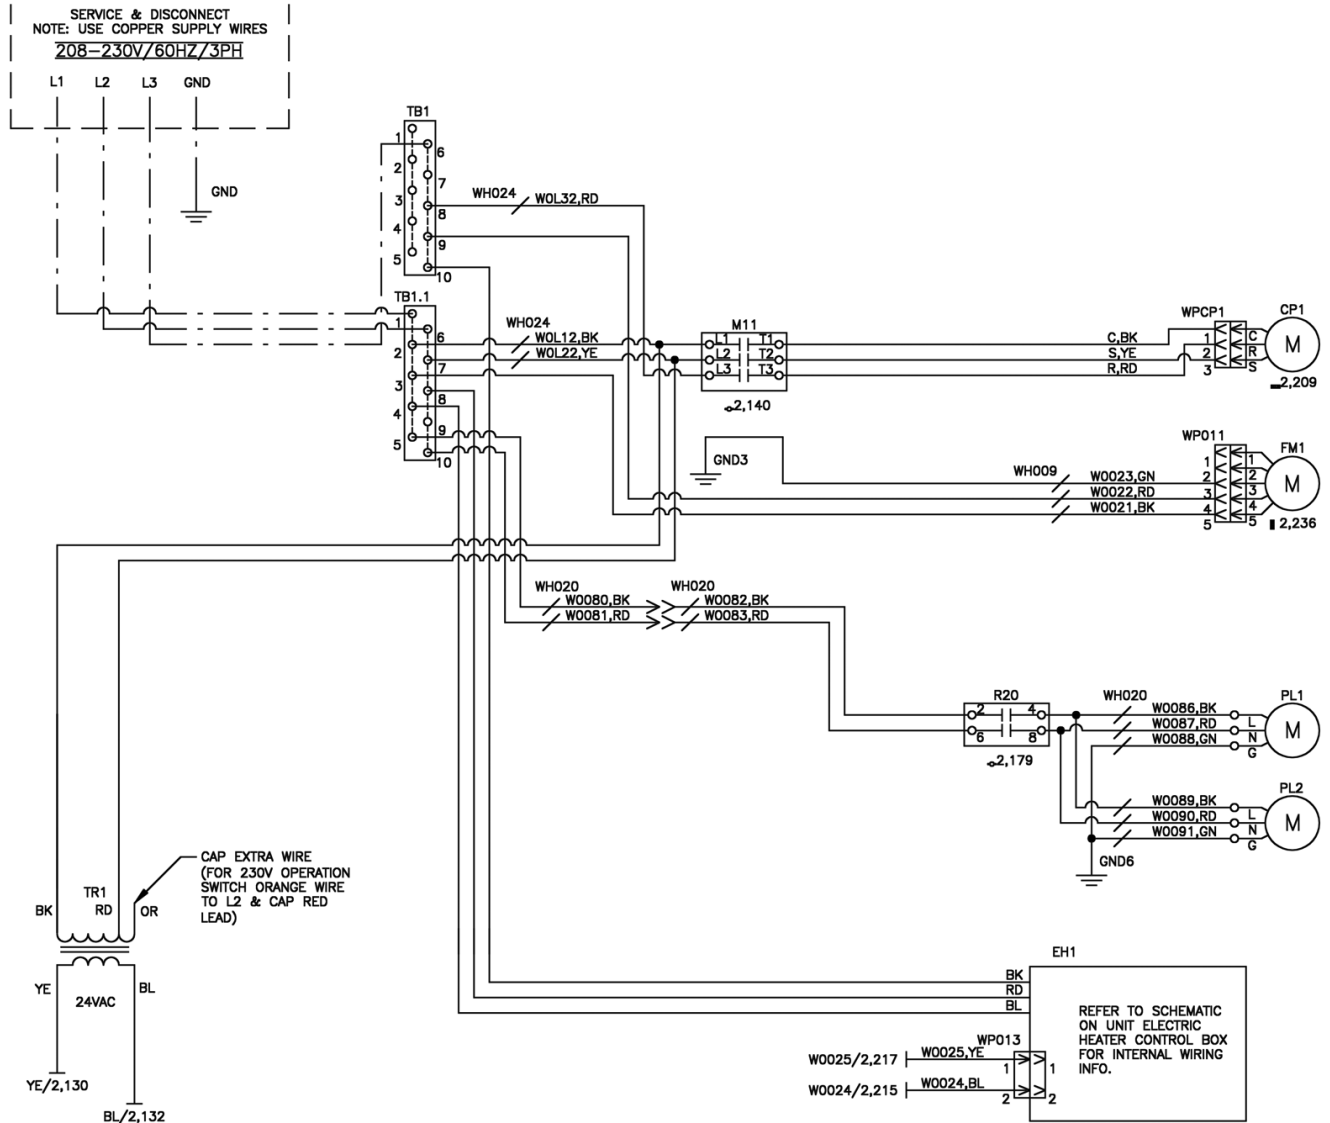 SERVICE & DISCONNECT
NOTE: USE COPPER SUPPLY WIRES
208-230V/60HZ/3PH
L1 L2 L3 GND
GND
TB1
1
6
2
7
3
8
4
9
5
10
WH024
W0L32,RD
TB1.1
1
6
2
7
3
8
4
9
5
10
WH024
W0L12,BK
W0L22,YE
M11
L1 T1
L2 T2
L3 T3
2,140
C,BK
S,YE
R,RD
WPCP1
1
2
3
C
R
S
CP1
M
2,209
GND3
WH009
W0023,GN
W0022,RD
W0021,BK
WP011
1
2
3
4
5
1
2
3
4
5
FM1
M
2,236
WH020
W0080,BK
W0081,RD
WH020
W0082,BK
W0083,RD
R20
2 4
6 8
2,179
WH020
W0086,BK
W0087,RD
W0088,GN
L
N
G
PL1
M
W0089,BK
W0090,RD
W0091,GN
L
N
G
PL2
M
GND6
CAP EXTRA WIRE
(FOR 230V OPERATION
SWITCH ORANGE WIRE
TO L2 & CAP RED
LEAD)
TR1
BK RD OR
YE BL
24VAC
YE/2,130
BL/2,132
EH1
BK
RD
BL
REFER TO SCHEMATIC
ON UNIT ELECTRIC
HEATER CONTROL BOX
FOR INTERNAL WIRING
INFO.
WP013
W0025/2,217
W0025,YE
1 1
W0024/2,215
W0024,BL
2 2